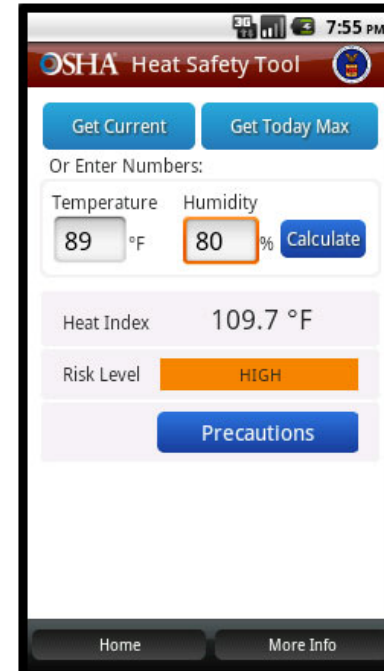 3G 7:55 PM
OSHA Heat Safety Tool
Get Current Get Today Max
Or Enter Numbers:
Temperature Humidity
89 °F 80 % Calculate
Heat Index 109.7 °F
Risk Level HIGH
Precautions
Home More Info